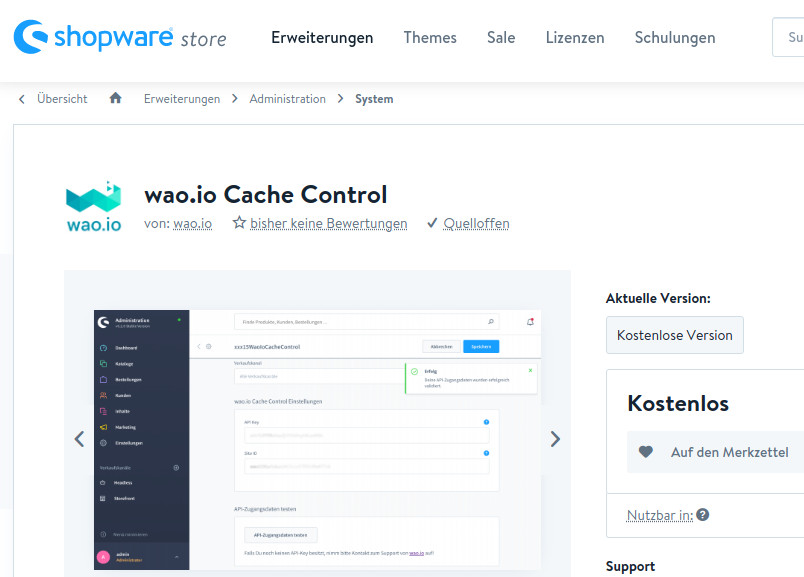 shopware store Erweiterungen Themes Sale Lizenzen Schulungen Su
Übersicht Erweiterungen Administration System
wao.io Cache Control
wao.io
von: wao.io bisher keine Bewertungen Quelloffen
Aktuelle Version:
Kostenlose Version
Kostenlos
Auf den Merkzettel
Nutzbar in:
Support
Administration
Finde Produkte, Kunden, Bestellungen...
Dashboard
Kataloge
Bestellungen
Kunden
Inhalte
Marketing
Einstellungen
Verkaufskanäle
Headless
Storefront
Menü minimieren
admin
Administrator
xxx15WaoIoCacheControl
Abbrechen
Speichern
Verkaufskanal
Alle Verkaufskanäle
Erfolg
Deine API-Zugangsdaten wurden erfolgreich
validiert.
wao.io Cache Control Einstellungen
API Key
Site ID
API-Zugangsdaten testen
API-Zugangsdaten testen
Falls Du noch keinen API-Key besitzt, nimm bitte Kontakt zum Support von wao.io auf!